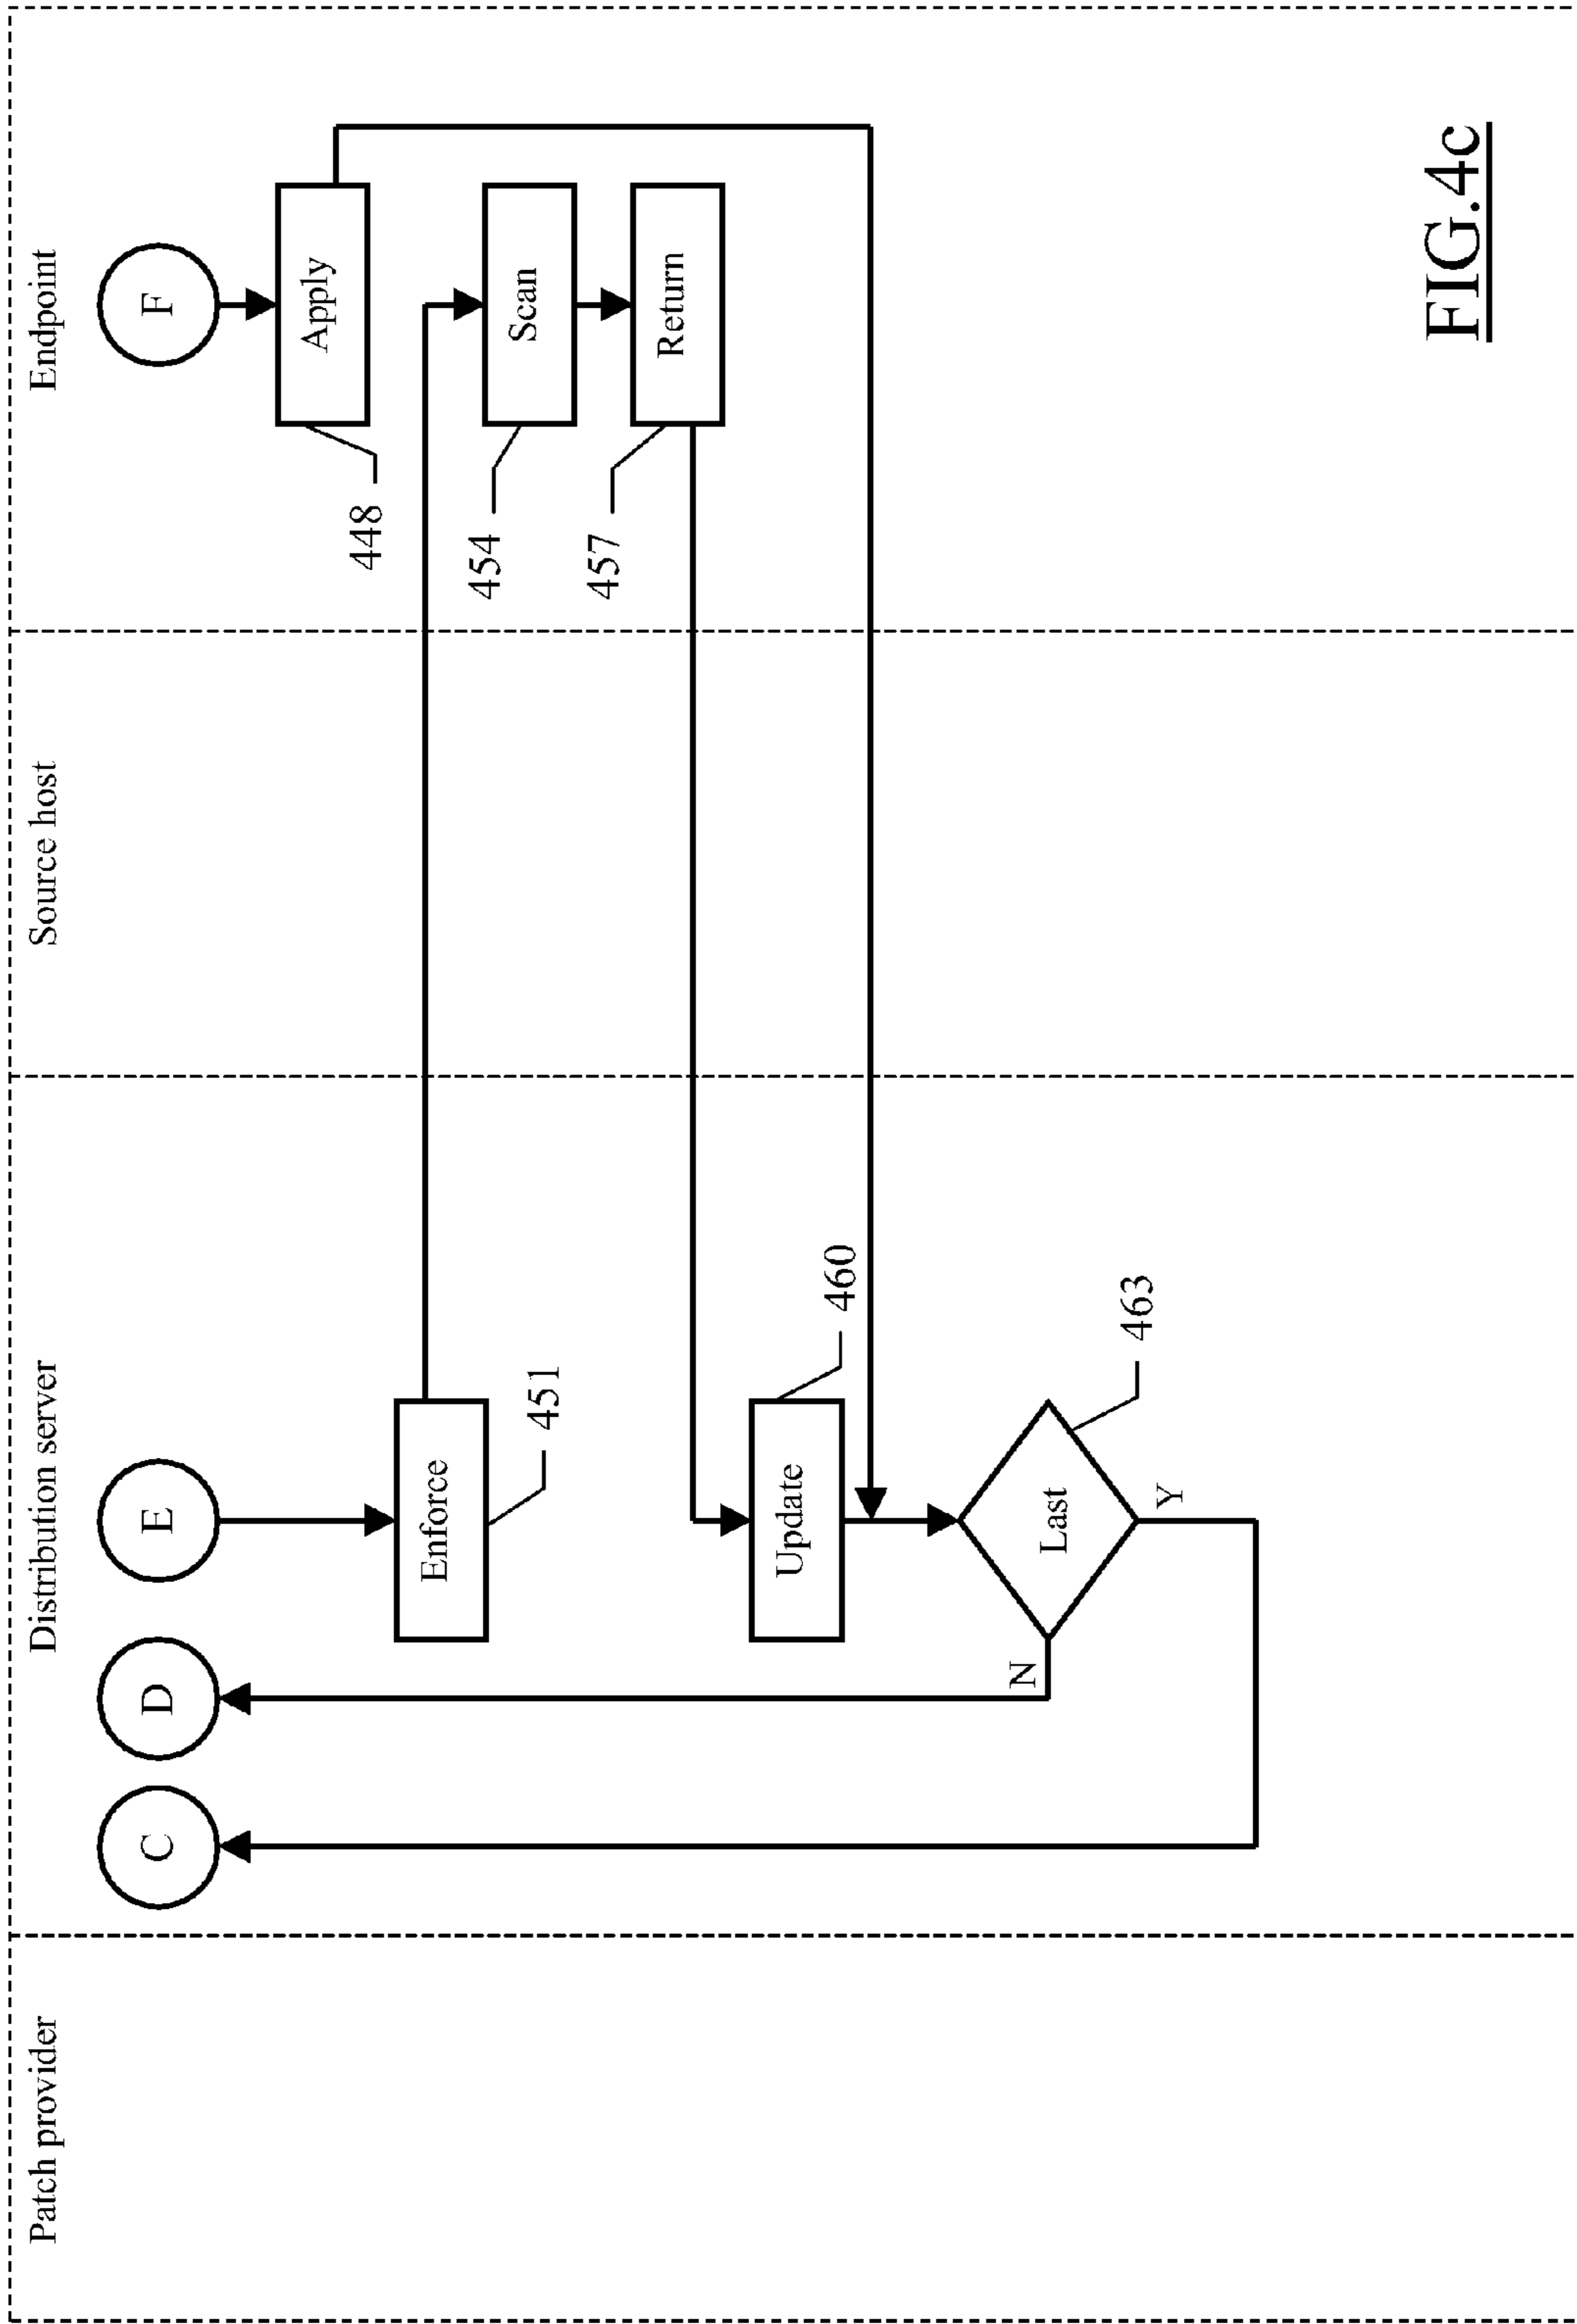 Patch provider
Distribution server
Source host
Endpoint
C
D
E
F
Apply
448
Enforce
451
Scan
454
Return
457
Update
460
Last
463
N
Y
FIG.4c